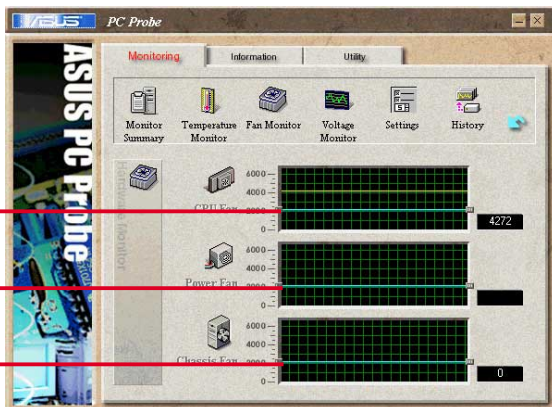 ASUS PC Probe
Monitoring Information Utility
ASUS PC Probe
Monitor Summary
Temperature Monitor
Fan Monitor
Voltage Monitor
Settings
History
Hardware Monitor
CPU Fan
6000
4000
2000
0
4272
Power Fan
6000
4000
2000
0
Chassis Fan
6000
4000
2000
0
0